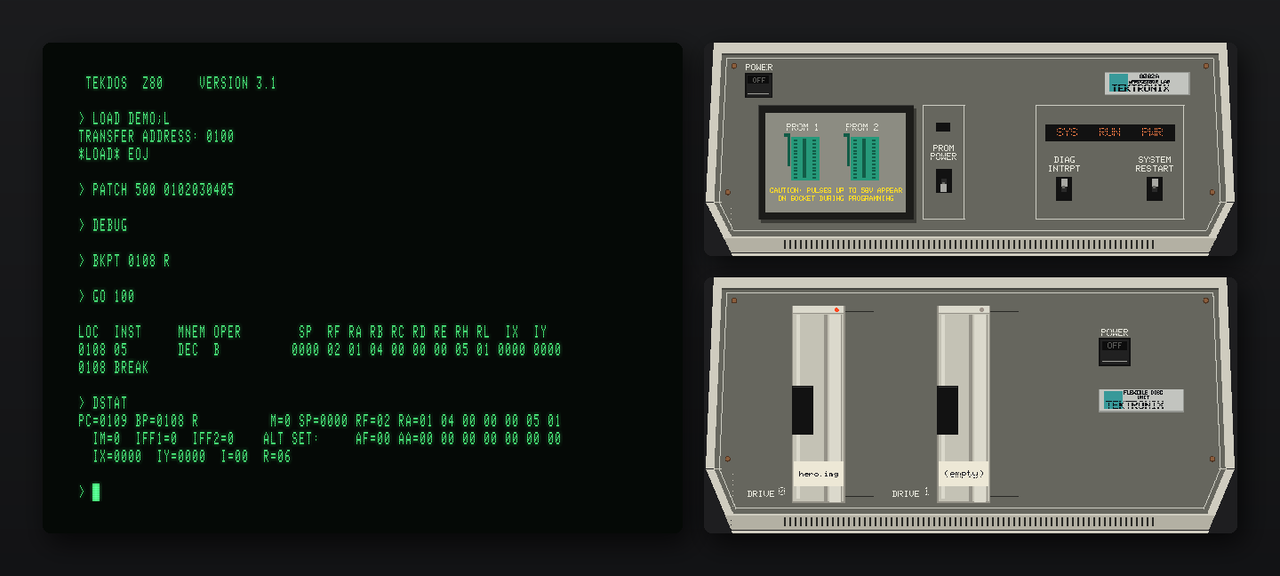 TEKDOS  Z80     VERSION 3.1
> LOAD DEMO;L
TRANSFER ADDRESS: 0100
*LOAD* EOJ
> PATCH 500 0102030405
> DEBUG
> BKPT 0108 R
> GO 100
LOC  INST     MNEM OPER        SP  RF RA RB RC RD RE RH RL  IX  IY
0108 05       DEC  B          0000 02 01 04 00 00 00 05 01 0000 0000
0108 BREAK
> DSTAT
PC=0109 BP=0108 R          M=0 SP=0000 RF=02 RA=01 04 00 00 00 05 01
IM=0  IFF1=0  IFF2=0    ALT SET:     AF=00 AA=00 00 00 00 00 00 00
IX=0000  IY=0000  I=00  R=06
>
POWER
OFF
8002A
TEKTRONIX
PROM 1
PROM 2
CAUTION: PULSES UP TO 50V APPEAR
ON SOCKET DURING PROGRAMMING
PROM
POWER
SYS RUN PWR
DIAG
INTRPT
SYSTEM
RESTART
POWER
OFF
FLEXIBLE DISC
UNIT
TEKTRONIX
hero.img
(empty)
DRIVE 0
DRIVE 1